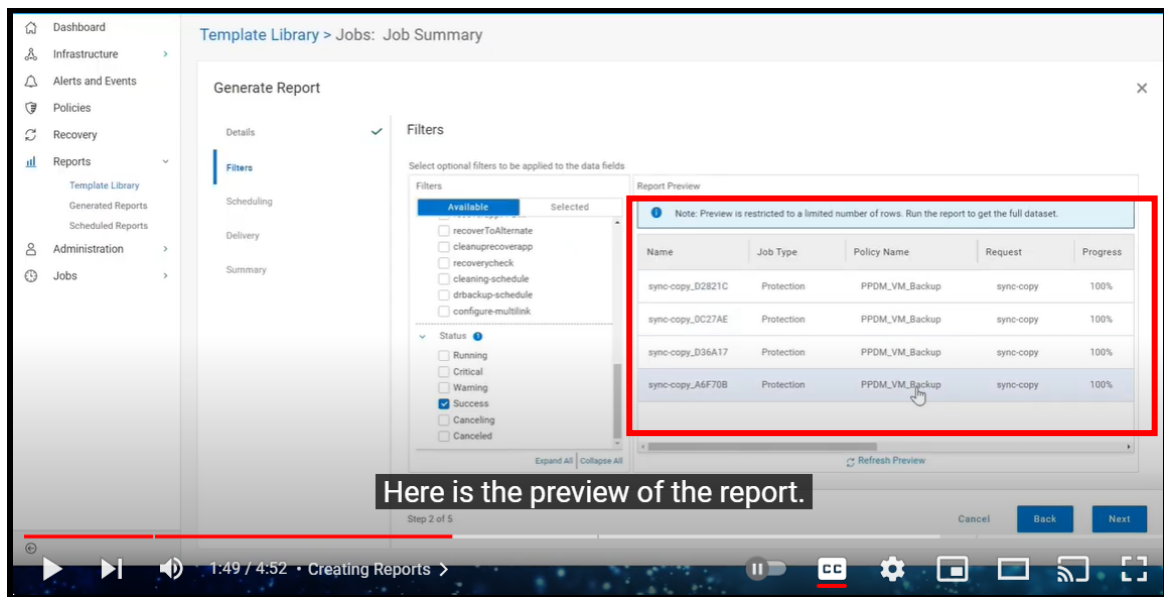 Dashboard
Infrastructure
Alerts and Events
Policies
Recovery
Reports
Template Library
Generated Reports
Scheduled Reports
Administration
Jobs
Template Library > Jobs: Job Summary
Generate Report
Details
Filters
Scheduling
Delivery
Summary
Filters
Select optional filters to be applied to the data fields
Filters
Available Selected
recoverToAlternate
cleanuprecoverapp
recoverycheck
cleaning-schedule
drbackup-schedule
configure-multilink
Status 1
Running
Critical
Warning
Success
Canceling
Canceled
Expand All Collapse All
Report Preview
Note: Preview is restricted to a limited number of rows. Run the report to get the full dataset.
Name Job Type Policy Name Request Progress
sync-copy_D2821C Protection PPDM_VM_Backup sync-copy 100%
sync-copy_0C27AE Protection PPDM_VM_Backup sync-copy 100%
sync-copy_D36A17 Protection PPDM_VM_Backup sync-copy 100%
sync-copy_A6F70B Protection PPDM_VM_Backup sync-copy 100%
Refresh Preview
Here is the preview of the report.
Step 2 of 5
Cancel Back Next
1:49 / 4:52 • Creating Reports
CC